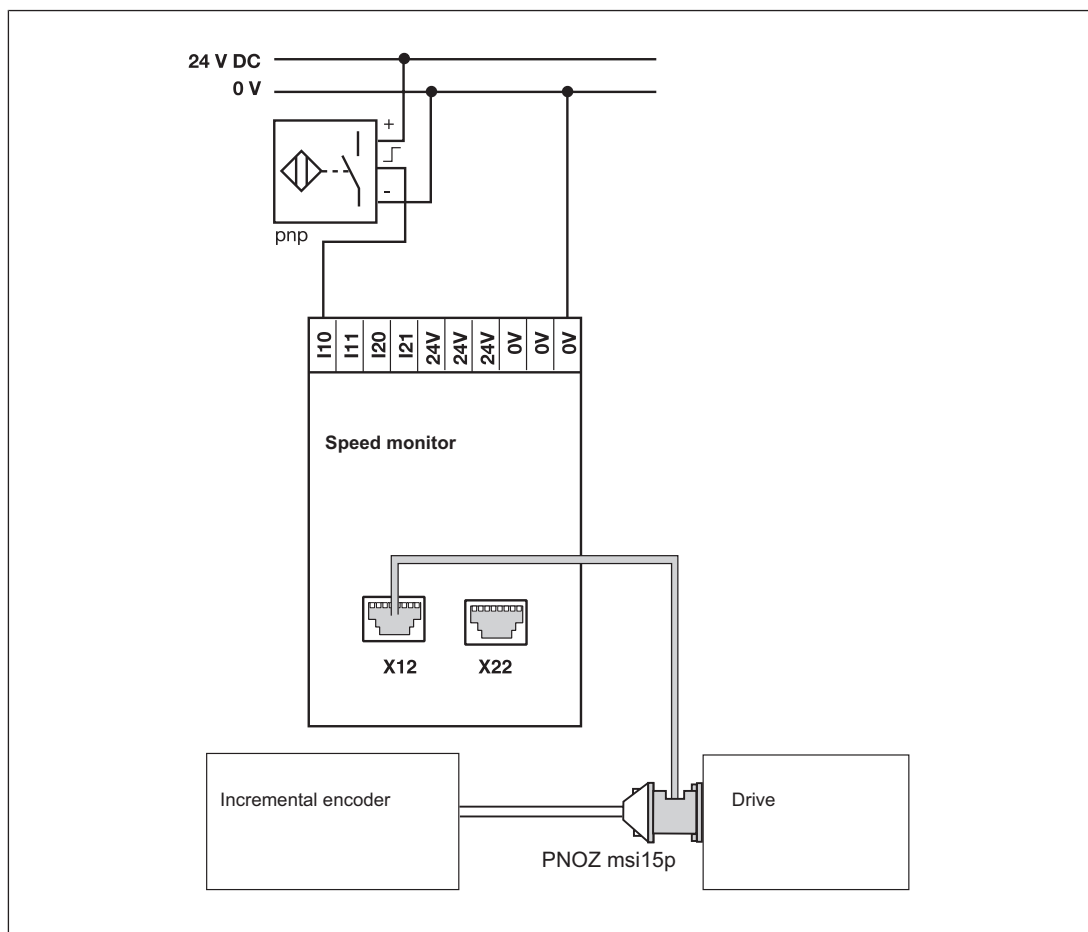 24 V DC
0 V
+
-
pnp
I10 I11 I20 I21 24V 24V 24V 0V 0V 0V
Speed monitor
X12 X22
Incremental encoder
Drive
PNOZ msi15p